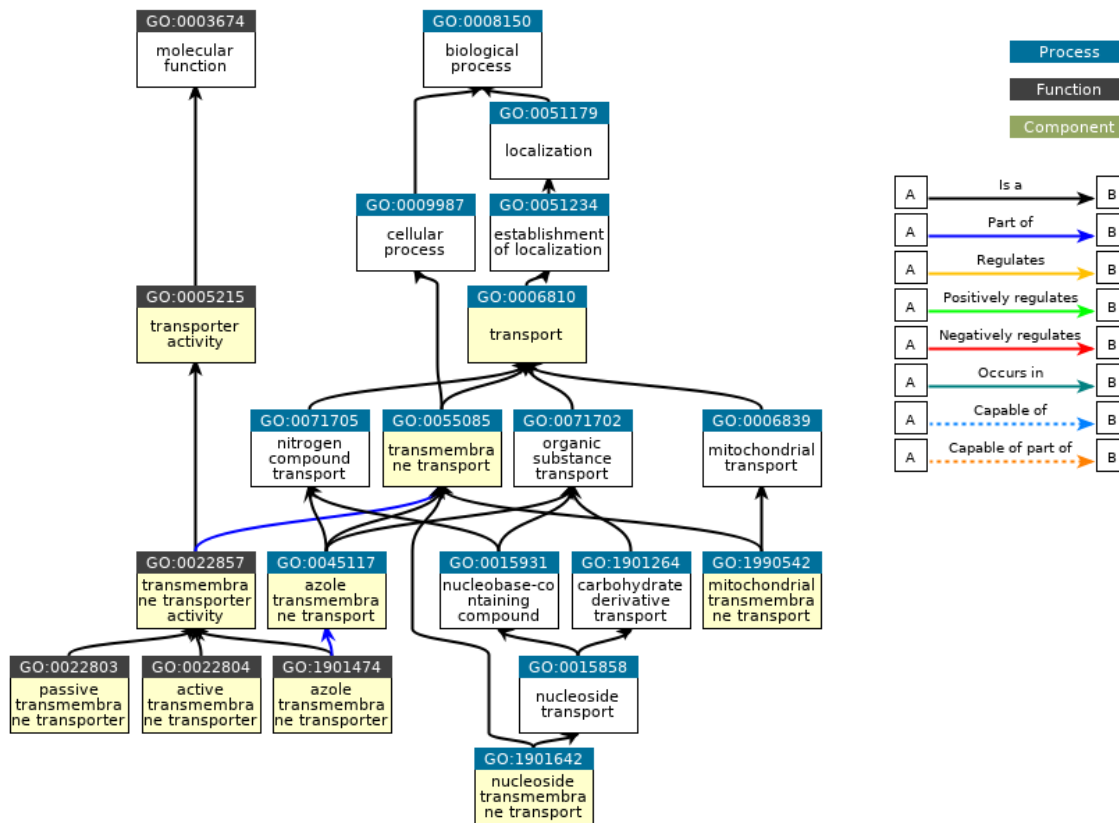 GO:0003674
molecular
function
GO:0008150
biological
process
Process
Function
Component
GO:0051179
localization
A
Is a
B
A
Part of
B
A
Regulates
B
A
Positively regulates
B
A
Negatively regulates
B
A
Occurs in
B
A
Capable of
B
A
Capable of part of
B
GO:0009987
cellular
process
GO:0051234
establishment
of localization
GO:0005215
transporter
activity
GO:0006810
transport
GO:0071705
nitrogen
compound
transport
GO:0055085
transmembra
ne transport
GO:0071702
organic
substance
transport
GO:0006839
mitochondrial
transport
GO:0022857
transmembra
ne transporter
activity
GO:0045117
azole
transmembra
ne transport
GO:0015931
nucleobase-co
ntaining
compound
GO:1901264
carbohydrate
derivative
transport
GO:1990542
mitochondrial
transmembra
ne transport
GO:0022803
passive
transmembra
ne transporter
GO:0022804
active
transmembra
ne transporter
GO:1901474
azole
transmembra
ne transporter
GO:0015858
nucleoside
transport
GO:1901642
nucleoside
transmembra
ne transport